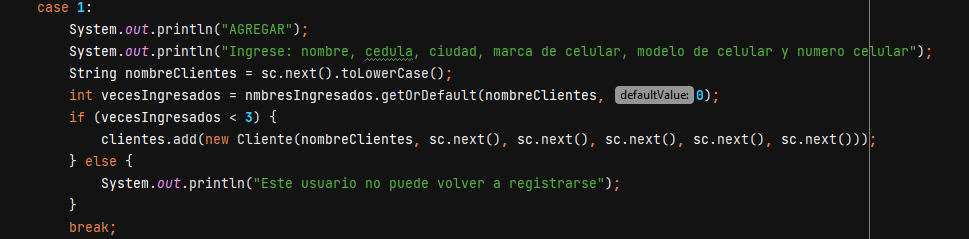 case 1:
System.out.println("AGREGAR");
System.out.println("Ingrese: nombre, cedula, ciudad, marca de celular, modelo de celular y numero celular");
String nombreClientes = sc.next().toLowerCase();
int vecesIngresados = nmbresIngresados.getOrDefault(nombreClientes, defaultValue: 0);
if (vecesIngresados < 3) {
clientes.add(new Cliente(nombreClientes, sc.next(), sc.next(), sc.next(), sc.next(), sc.next()));
} else {
System.out.println("Este usuario no puede volver a registrarse");
}
break;